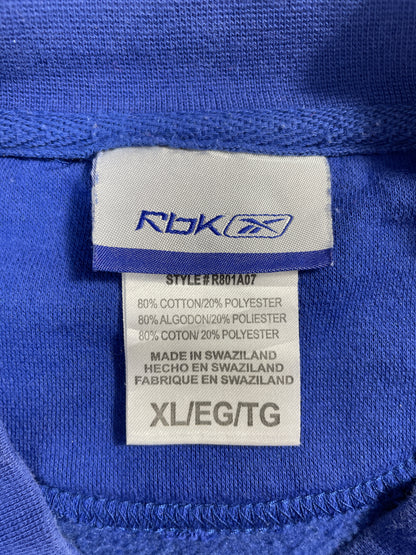 Rbk
STYLE # R801A07
80% COTTON/20% POLYESTER
80% ALGODON/20% POLIESTER
80% COTON/ 20% POLYESTER
MADE IN SWAZILAND
HECHO EN SWAZILAND
FABRIQUE EN SWAZILAND
XL/EG/TG